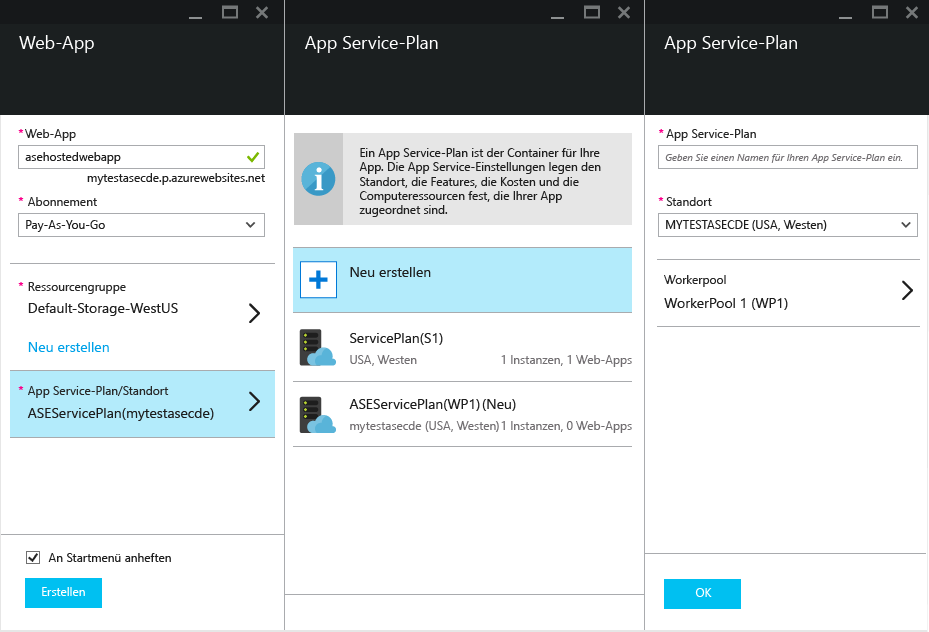 Web-App
* Web-App
asehostedwebapp
mytestasecde.p.azurewebsites.net
* Abonnement
Pay-As-You-Go
* Ressourcengruppe
Default-Storage-WestUS
Neu erstellen
* App Service-Plan/Standort
ASEServicePlan(mytestasecde)
An Startmenü anheften
Erstellen
App Service-Plan
Ein App Service-Plan ist der Container für Ihre
App. Die App Service-Einstellungen legen den
Standort, die Features, die Kosten und die
Computeressourcen fest, die Ihrer App
zugeordnet sind.
Neu erstellen
ServicePlan(S1)
USA, Westen 1 Instanzen, 1 Web-Apps
ASEServicePlan(WP1) (Neu)
mytestasecde (USA, Westen) 1 Instanzen, 0 Web-Apps
App Service-Plan
* App Service-Plan
Geben Sie einen Namen für Ihren App Service-Plan ein.
* Standort
MYTESTASECDE (USA, Westen)
Workerpool
WorkerPool 1 (WP1)
OK